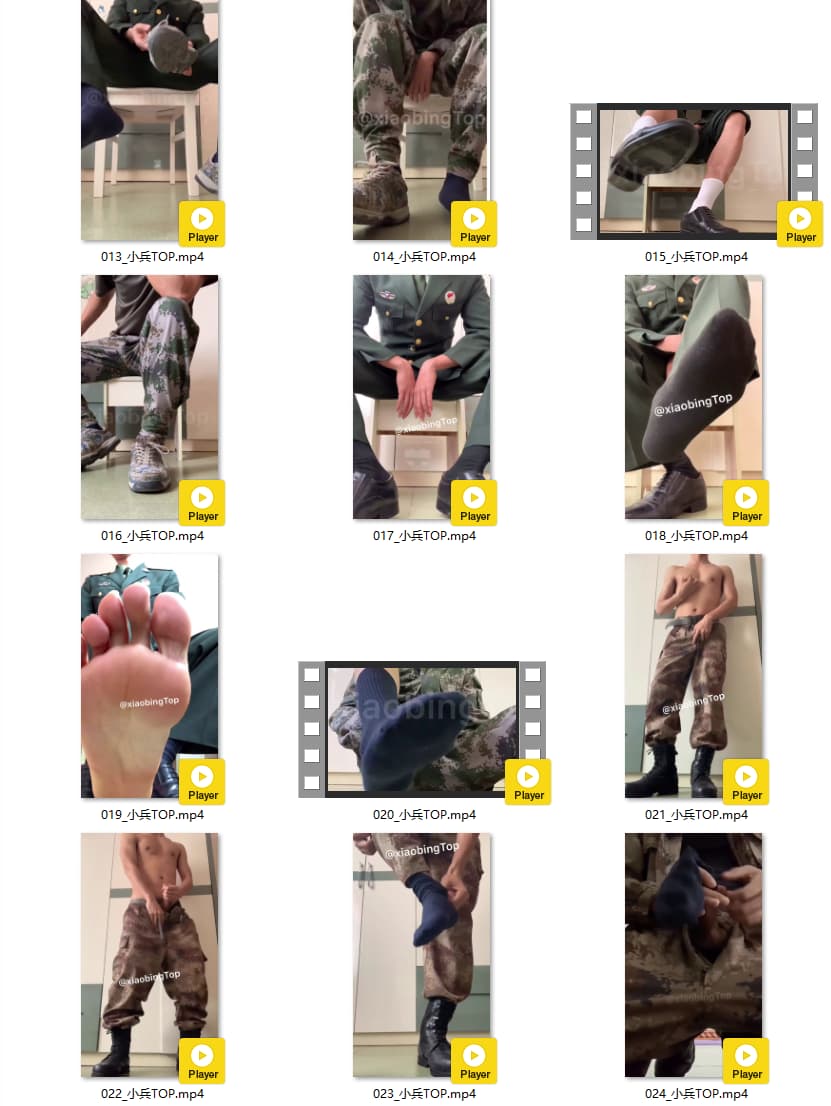 Player
Player
@xiaobingTop
Player
013_小兵TOP.mp4
014_小兵TOP.mp4
015_小兵TOP.mp4
@xiaobingTop
@xiaobingTop
Player
Player
Player
016_小兵TOP.mp4
017_小兵TOP.mp4
018_小兵TOP.mp4
@xiaobingTop
xiaobing
@xiaobingTop
Player
Player
Player
019_小兵TOP.mp4
020_小兵TOP.mp4
021_小兵TOP.mp4
@xiaobingTop
@xiaobingTop
@xiaobingTop
Player
Player
Player
022_小兵TOP.mp4
023_小兵TOP.mp4
024_小兵TOP.mp4